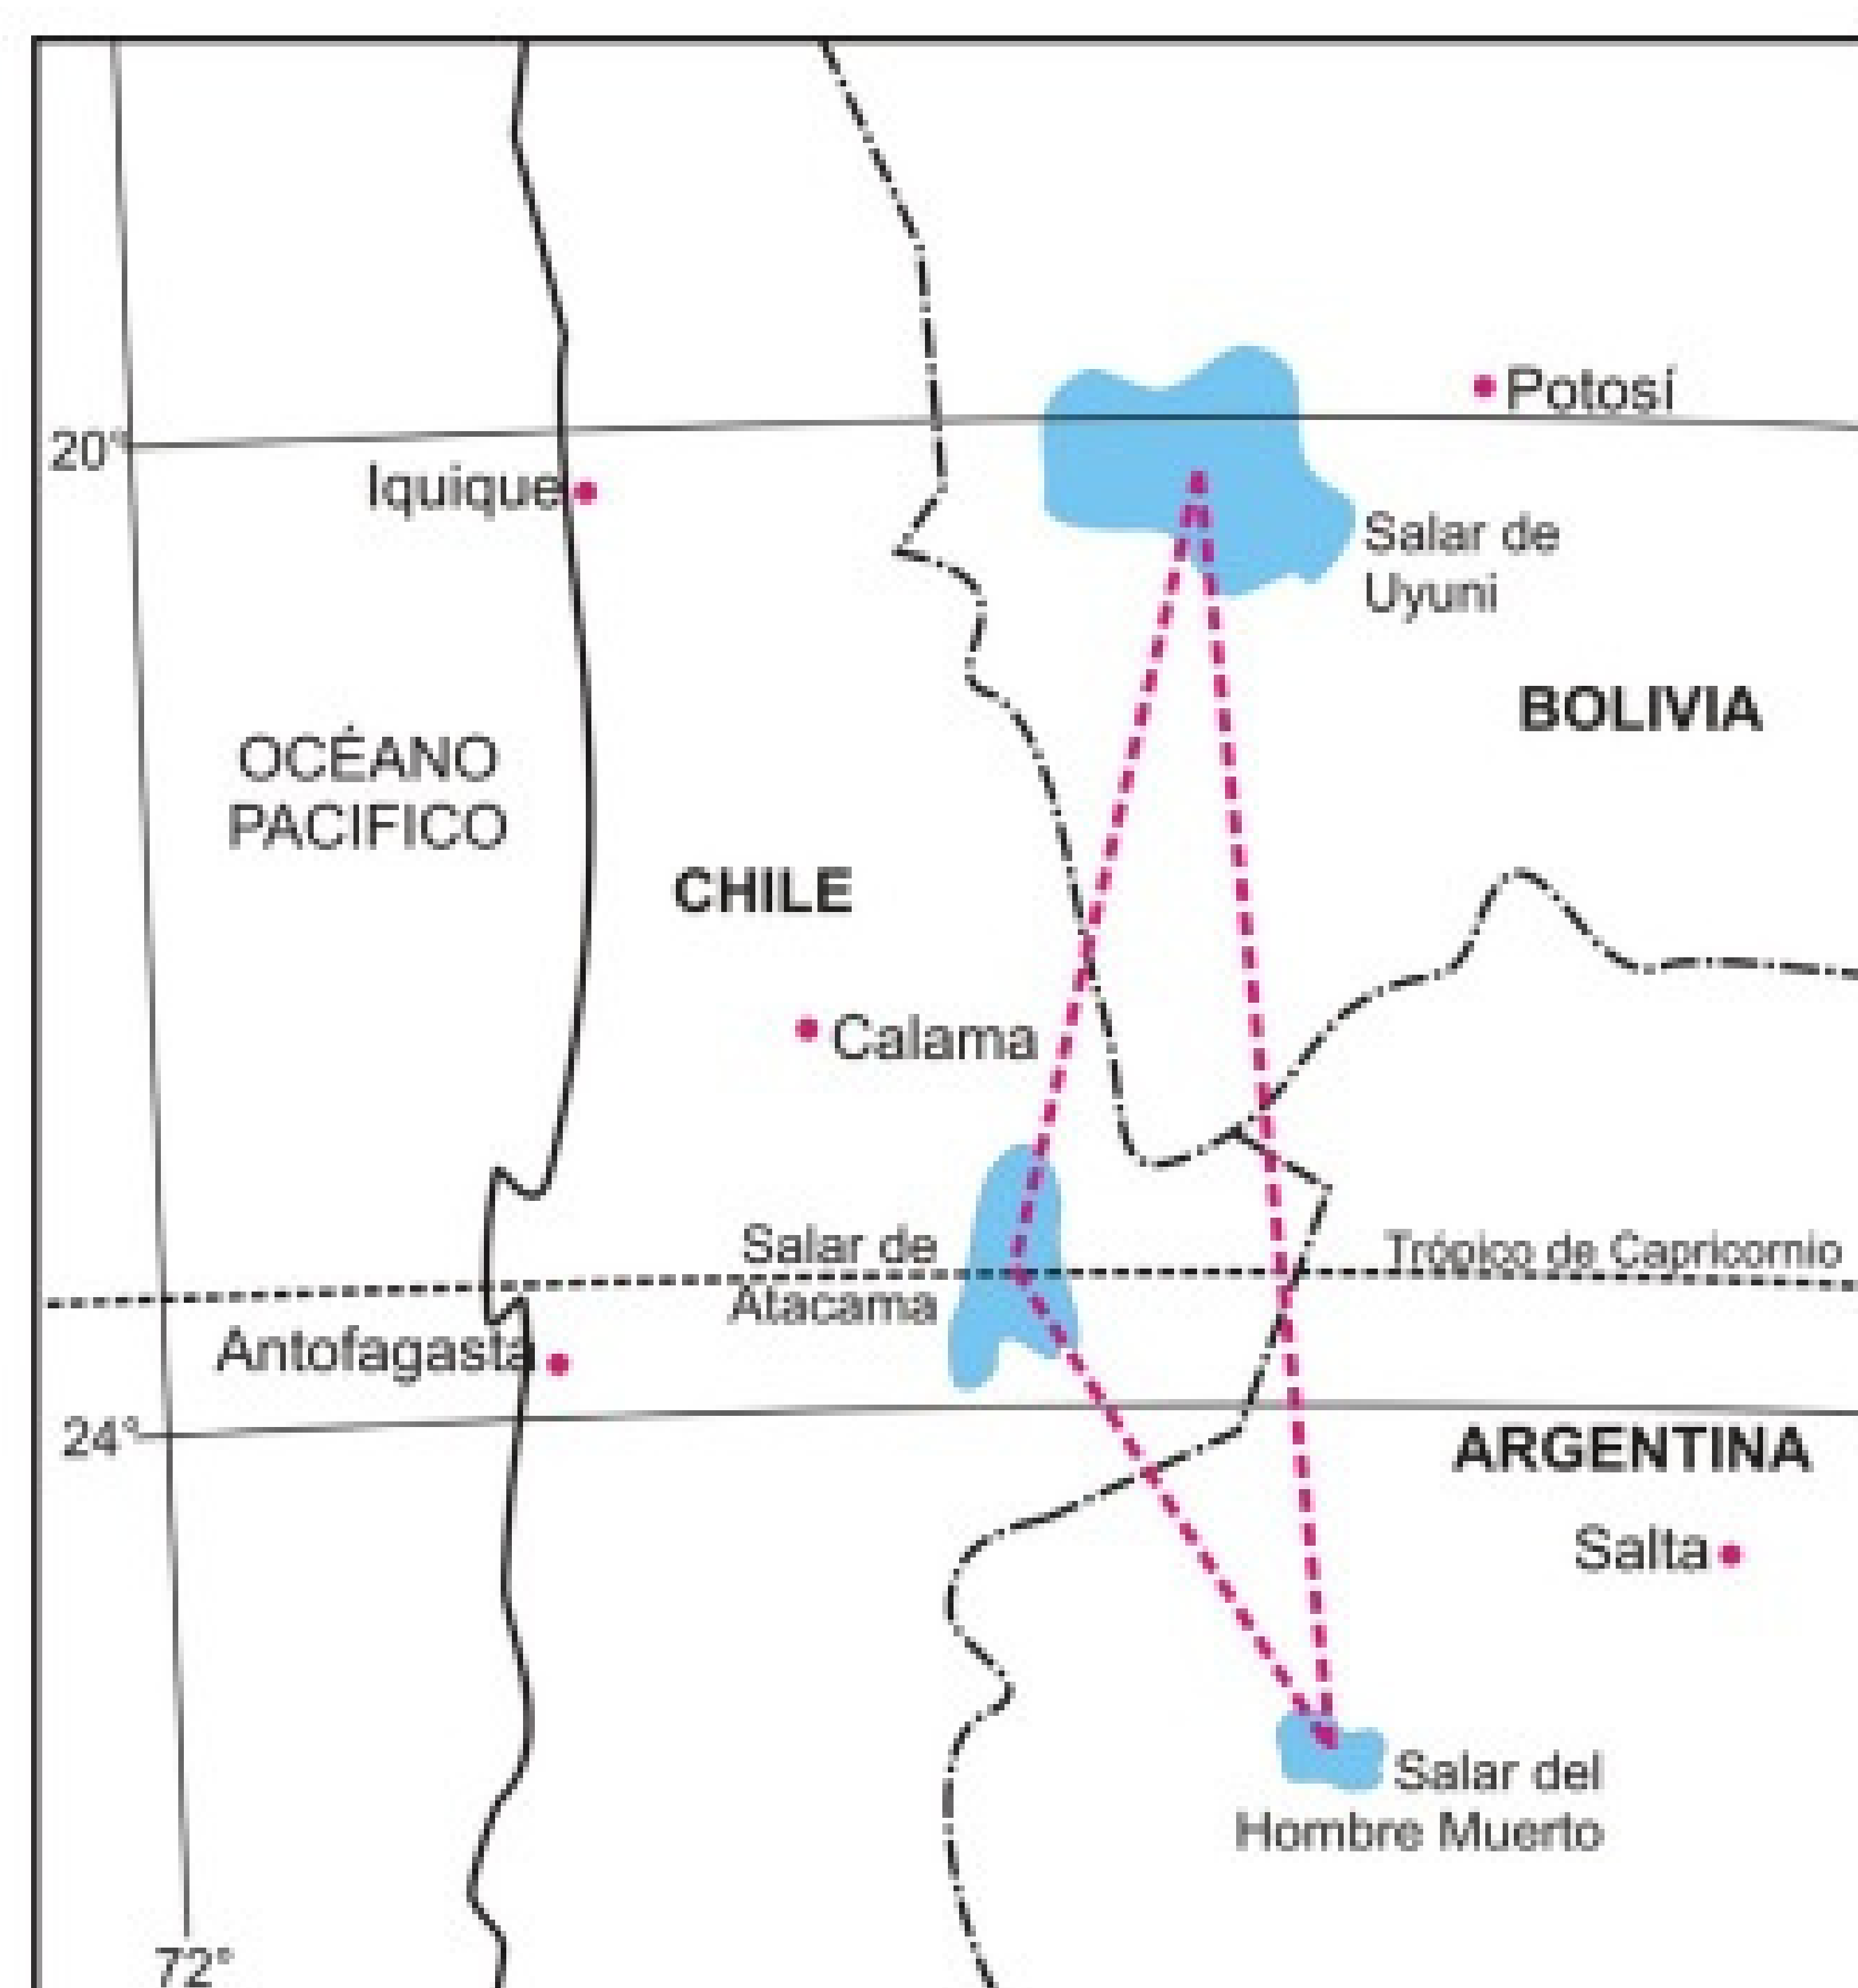 Potosí
20°
Iquique
Salar de
Uyuni
BOLIVIA
OCÉANO
PACIFICO
CHILE
Calama
Salar de
Atacama
Trópico de Capricornio
Antofagasta
24°
ARGENTINA
Salta
Salar del
Hombre Muerto
72°